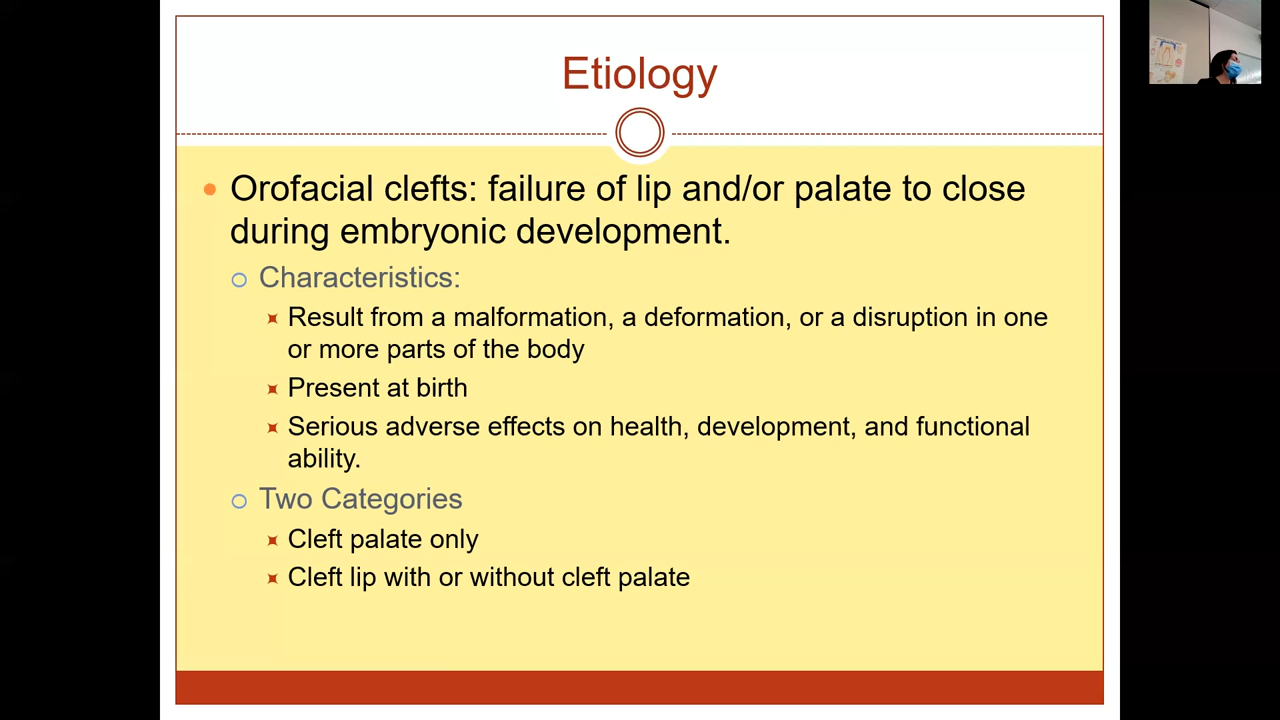 Etiology
Orofacial clefts: failure of lip and/or palate to close
during embryonic development.
Characteristics:
Result from a malformation, a deformation, or a disruption in one
or more parts of the body
Present at birth
Serious adverse effects on health, development, and functional
ability.
Two Categories
Cleft palate only
Cleft lip with or without cleft palate